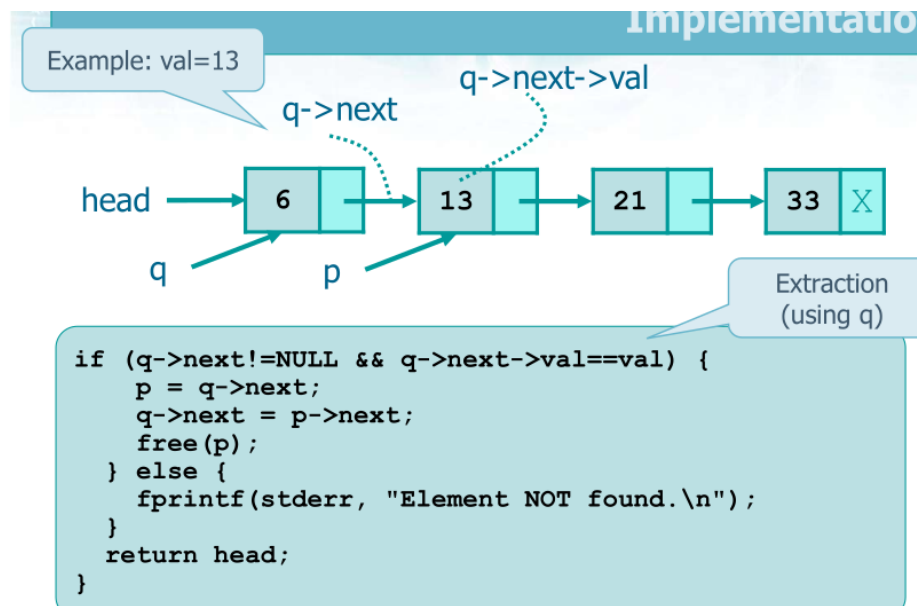 Implementatio
Example: val=13
q->next->val
q->next
head
6
13
21
33
X
q
p
Extraction
(using q)
if (q->next!=NULL && q->next->val==val) {
p = q->next;
q->next = p->next;
free(p);
} else {
fprintf(stderr, "Element NOT found.\n");
}
return head;
}